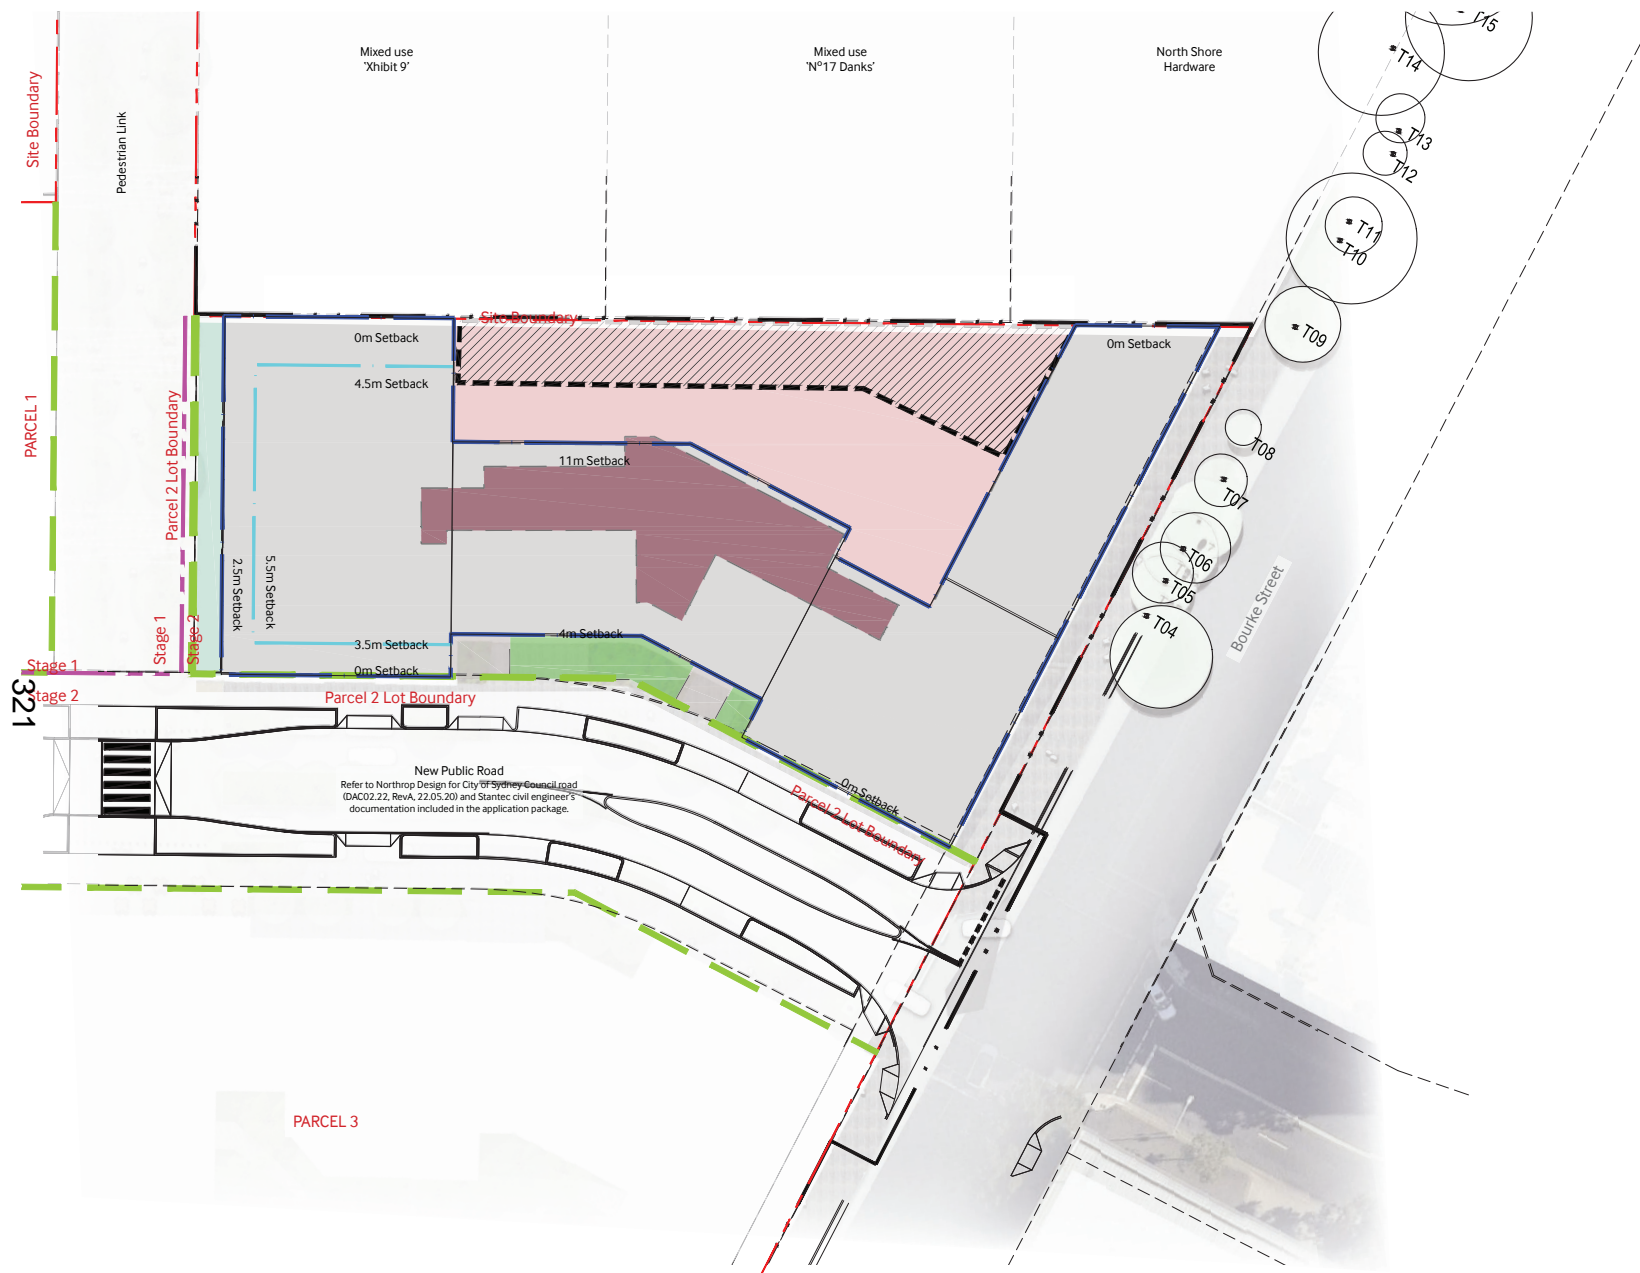 Mixed use
'Xhibit 9'
Mixed use
'Nº17 Danks'
North Shore
Hardware
T15
T14
T13
T12
T11
T10
T09
T08
T07
T06
T05
T04
Site Boundary
Pedestrian Link
Site Boundary
0m Setback
4.5m Setback
0m Setback
PARCEL 1
Parcel 2 Lot Boundary
11m Setback
2.5m Setback
5.5m Setback
Stage 1
Stage 2
4m Setback
3.5m Setback
0m Setback
Stage 1
Stage 2
321
Parcel 2 Lot Boundary
Bourke Street
New Public Road
Refer to Northrop Design for City of Sydney Council road
(DAC02.22, RevA, 22.05.20) and Stantec civil engineer's
documentation included in the application package.
0m Setback
Parcel 2 Lot Boundary
PARCEL 3